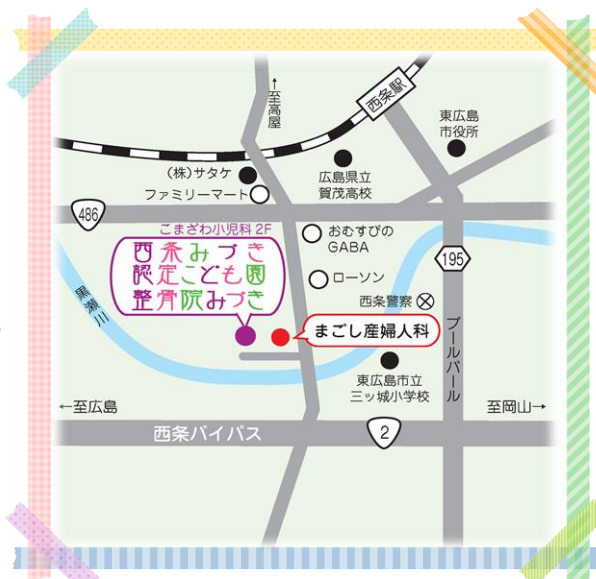 ↑至高屋
西条駅
東広島
市役所
(株)サタケ
ファミリーマート
広島県立
賀茂高校
486
こまざわ小児科 2F
西条みづき
認定こども園
整骨院みづき
おむすびの
GABA
ローソン
195
西条警察
黒瀬川
まごし産婦人科
ブールバール
東広島市立
三ッ城小学校
←至広島
至岡山→
西条バイパス
2